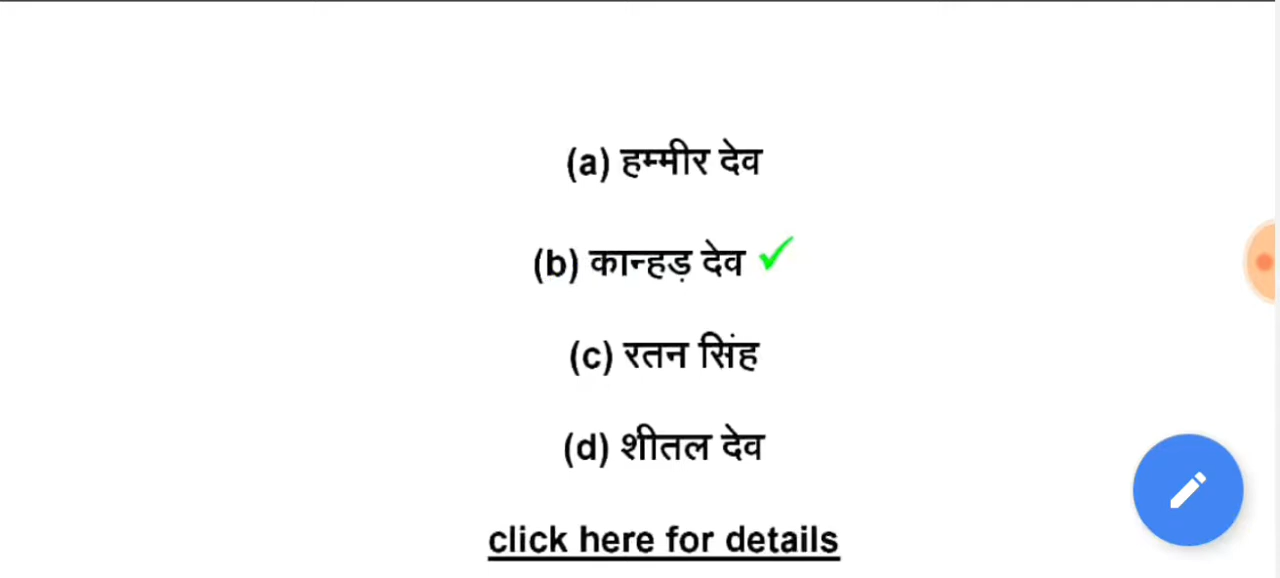 (a) हम्मीर देव
(b) कान्हड़ देव ✓
(c) रतन सिंह
(d) शीतल देव
click here for details